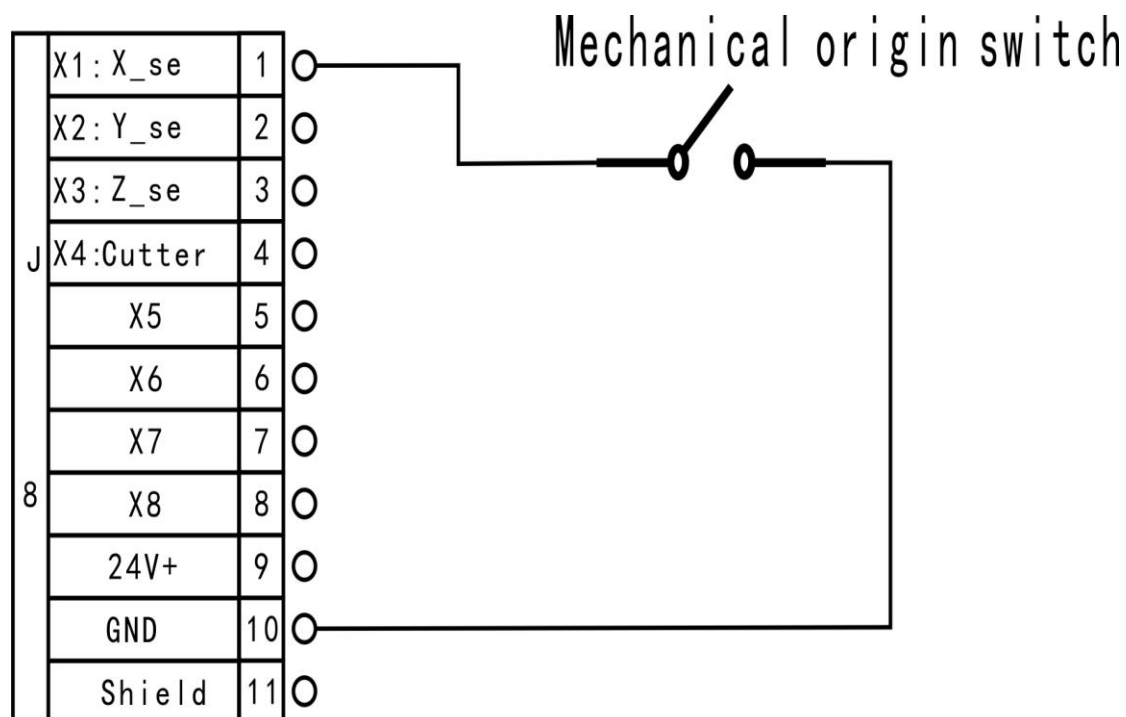 Mechanical origin switch
X1: X_se 1
X2: Y_se 2
X3: Z_se 3
J
X4:Cutter 4
X5 5
X6 6
X7 7
8
X8 8
24V+ 9
GND 10
Shield 11